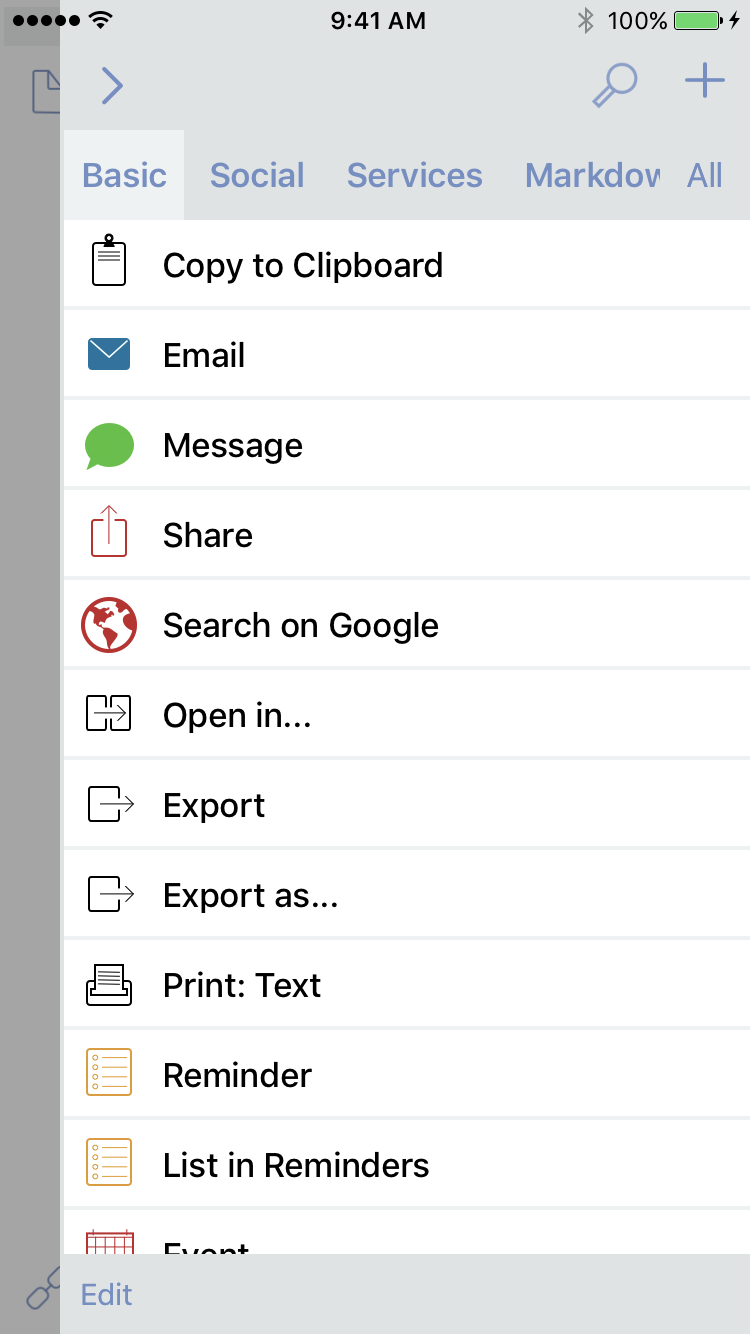 9:41 AM 100%
Basic Social Services Markdow All
Copy to Clipboard
Email
Message
Share
Search on Google
Open in...
Export
Export as...
Print: Text
Reminder
List in Reminders
Event
Edit